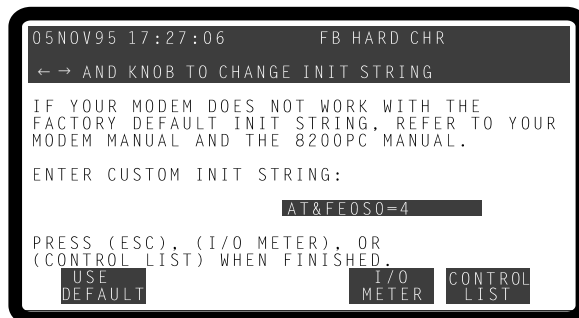 05NOV95 17:27:06 FB HARD CHR
←→ AND KNOB TO CHANGE INIT STRING
IF YOUR MODEM DOES NOT WORK WITH THE
FACTORY DEFAULT INIT STRING, REFER TO YOUR
MODEM MANUAL AND THE 8200PC MANUAL.
ENTER CUSTOM INIT STRING:
AT&FE0S0=4
PRESS (ESC), (I/O METER), OR
(CONTROL LIST) WHEN FINISHED.
USE I/O CONTROL
DEFAULT METER LIST